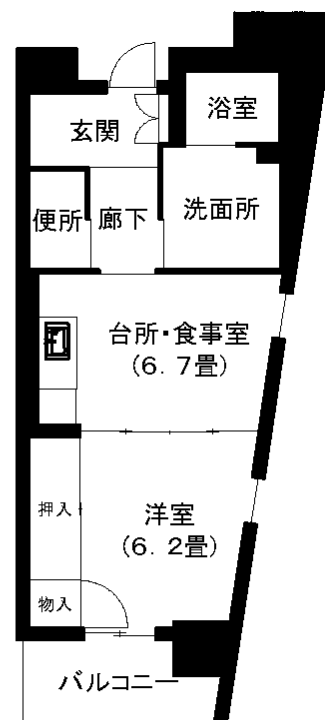 浴室
玄関
便所
廊下
洗面所
台所・食事室
(6. 7畳)
押入
洋室
(6. 2畳)
物入
バルコニー